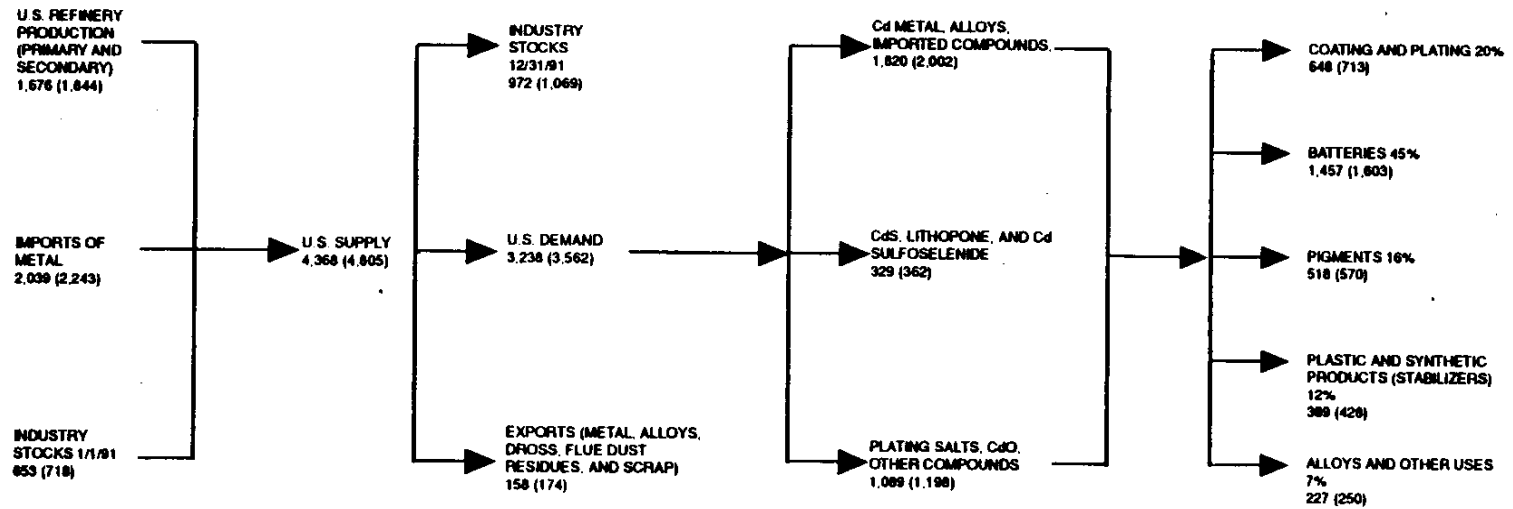 U.S. REFINERY
PRODUCTION
(PRIMARY AND
SECONDARY)
1,676 (1,844)
IMPORTS OF
METAL
2,039 (2,243)
INDUSTRY
STOCKS 1/1/91
653 (718)
U.S. SUPPLY
4,368 (4,805)
INDUSTRY
STOCKS
12/31/91
972 (1,069)
U.S. DEMAND
3,238 (3,562)
EXPORTS (METAL, ALLOYS,
DROSS, FLUE DUST
RESIDUES, AND SCRAP)
158 (174)
Cd METAL, ALLOYS,
IMPORTED COMPOUNDS,
1,820 (2,002)
CdS, LITHOPONE, AND Cd
SULFOSELENIDE
329 (362)
PLATING SALTS, CdO,
OTHER COMPOUNDS
1,089 (1,198)
COATING AND PLATING 20%
648 (713)
BATTERIES 45%
1,457 (1,603)
PIGMENTS 16%
518 (570)
PLASTIC AND SYNTHETIC
PRODUCTS (STABILIZERS)
12%
389 (428)
ALLOYS AND OTHER USES
7%
227 (250)